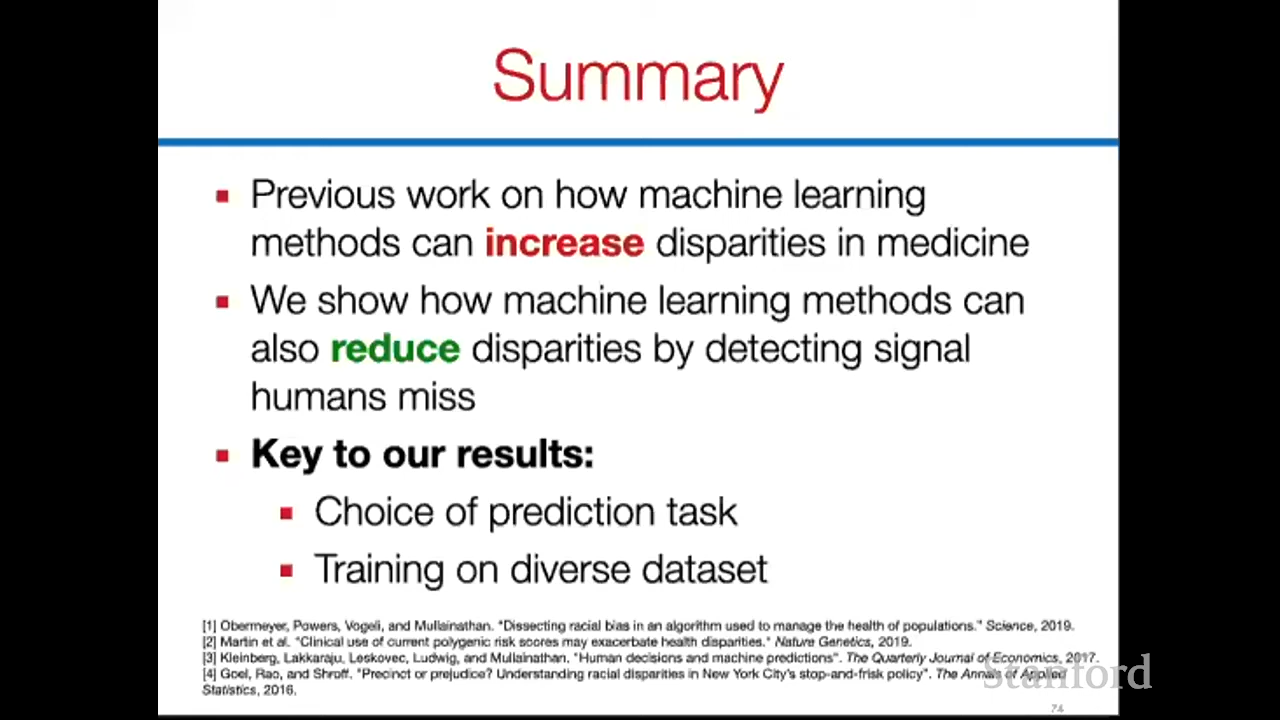 Summary
Previous work on how machine learning
methods can increase disparities in medicine
We show how machine learning methods can
also reduce disparities by detecting signal
humans miss
Key to our results:
Choice of prediction task
Training on diverse dataset
[1] Obermeyer, Powers, Vogeli, and Mullainathan. "Dissecting racial bias in an algorithm used to manage the health of populations." Science, 2019.
[2] Martin et al. "Clinical use of current polygenic risk scores may exacerbate health disparities." Nature Genetics, 2019.
[3] Kleinberg, Lakkaraju, Leskovec, Ludwig, and Mullainathan. "Human decisions and machine predictions". The Quarterly Journal of Economics, 2017.
[4] Goel, Rao, and Shroff. "Precinct or prejudice? Understanding racial disparities in New York City's stop-and-frisk policy". The Annals of Applied
Statistics, 2016.
Stanford
74